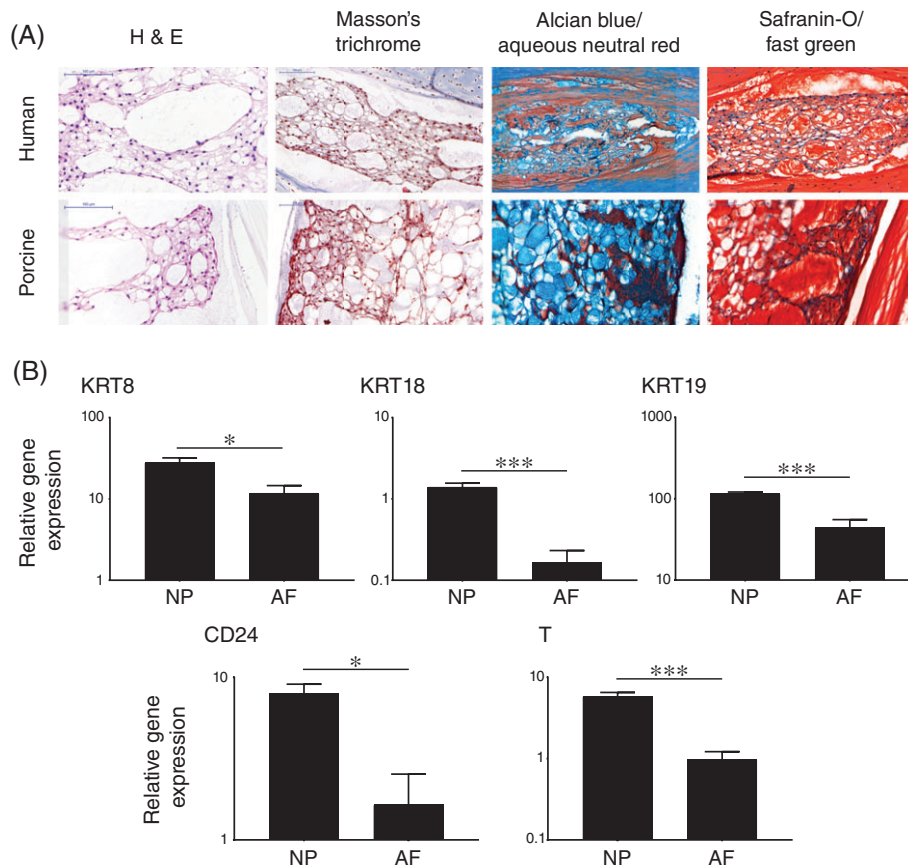 (A)
H & E
Masson's
trichrome
Alcian blue/
aqueous neutral red
Safranin-O/
fast green
Human
Porcine
(B)
KRT8
KRT18
KRT19
Relative gene
expression
100
10
1
*
NP AF
10
1
0.1
***
NP AF
1000
100
10
***
NP AF
CD24
T
Relative gene
expression
10
1
*
NP AF
10
1
0.1
***
NP AF